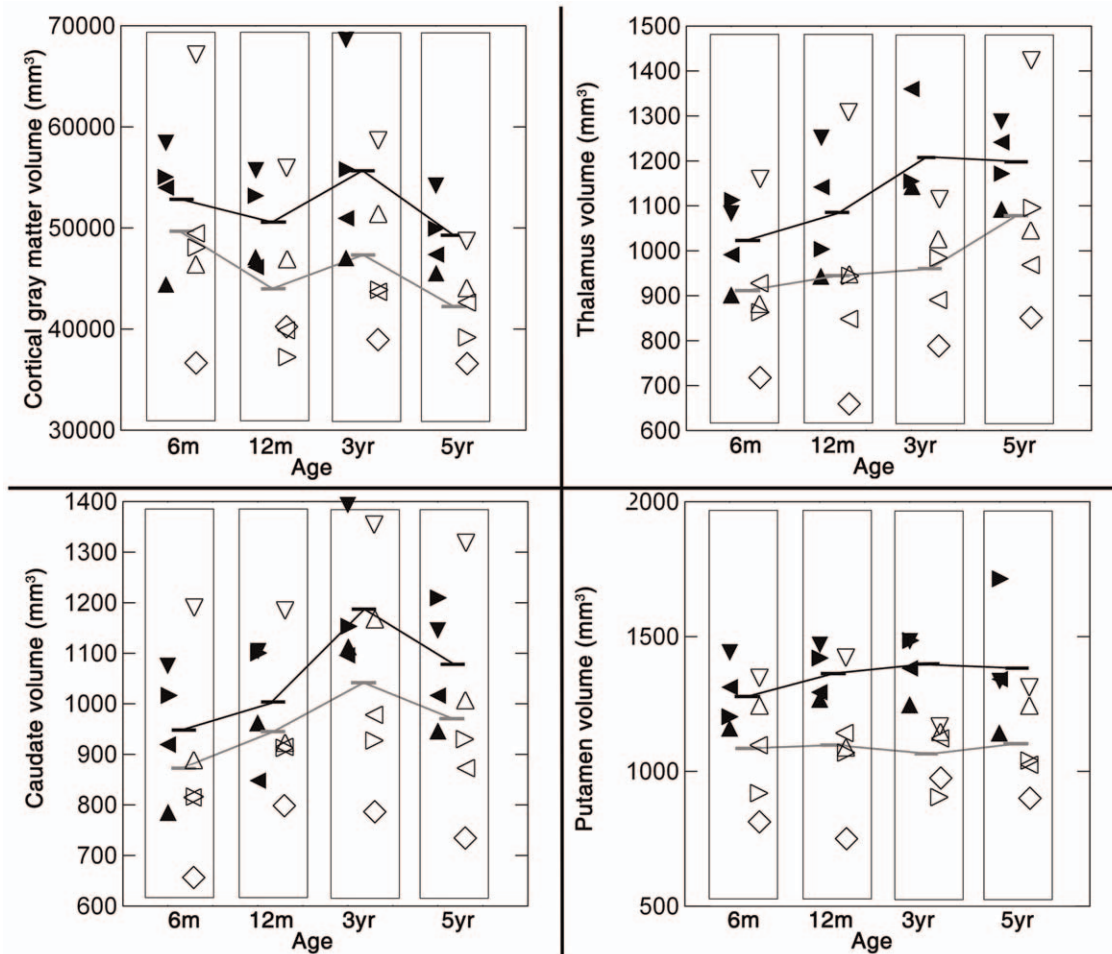 Cortical gray matter volume (mm³)
70000
60000
50000
40000
30000
6m 12m 3yr 5yr
Age
Thalamus volume (mm³)
1500
1400
1300
1200
1100
1000
900
800
700
600
6m 12m 3yr 5yr
Age
Caudate volume (mm³)
1400
1300
1200
1100
1000
900
800
700
600
6m 12m 3yr 5yr
Age
Putamen volume (mm³)
2000
1500
1000
500
6m 12m 3yr 5yr
Age